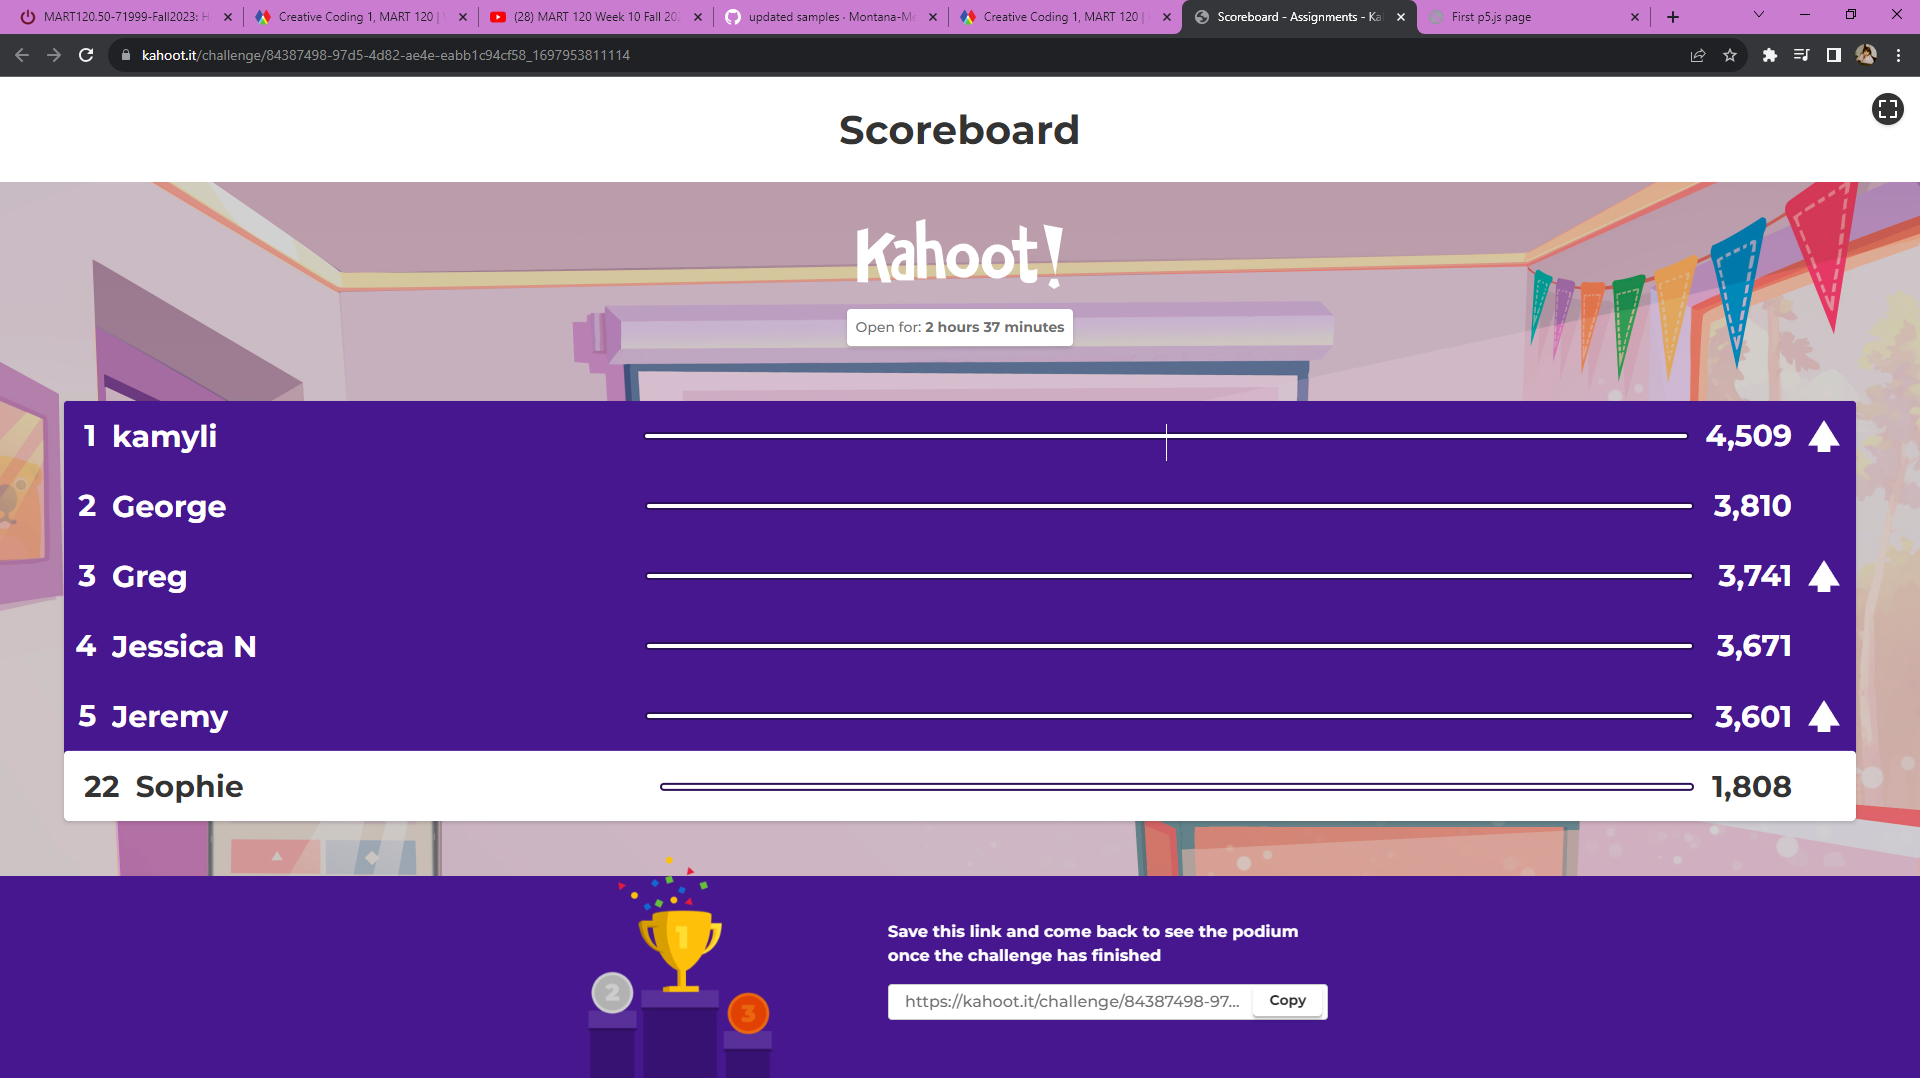 MART120.50-71999-Fall2023: H
Creative Coding 1, MART 120 |
(28) MART 120 Week 10 Fall 20
updated samples · Montana-Me
Creative Coding 1, MART 120 |
Scoreboard - Assignments - Ka
First p5.js page
kahoot.it/challenge/84387498-97d5-4d82-ae4e-eabb1c94cf58_1697953811114
Scoreboard
Kahoot!
Open for: 2 hours 37 minutes
1 kamyli 4,509
2 George 3,810
3 Greg 3,741
4 Jessica N 3,671
5 Jeremy 3,601
22 Sophie 1,808
1
2
3
Save this link and come back to see the podium
once the challenge has finished
https://kahoot.it/challenge/84387498-97... Copy